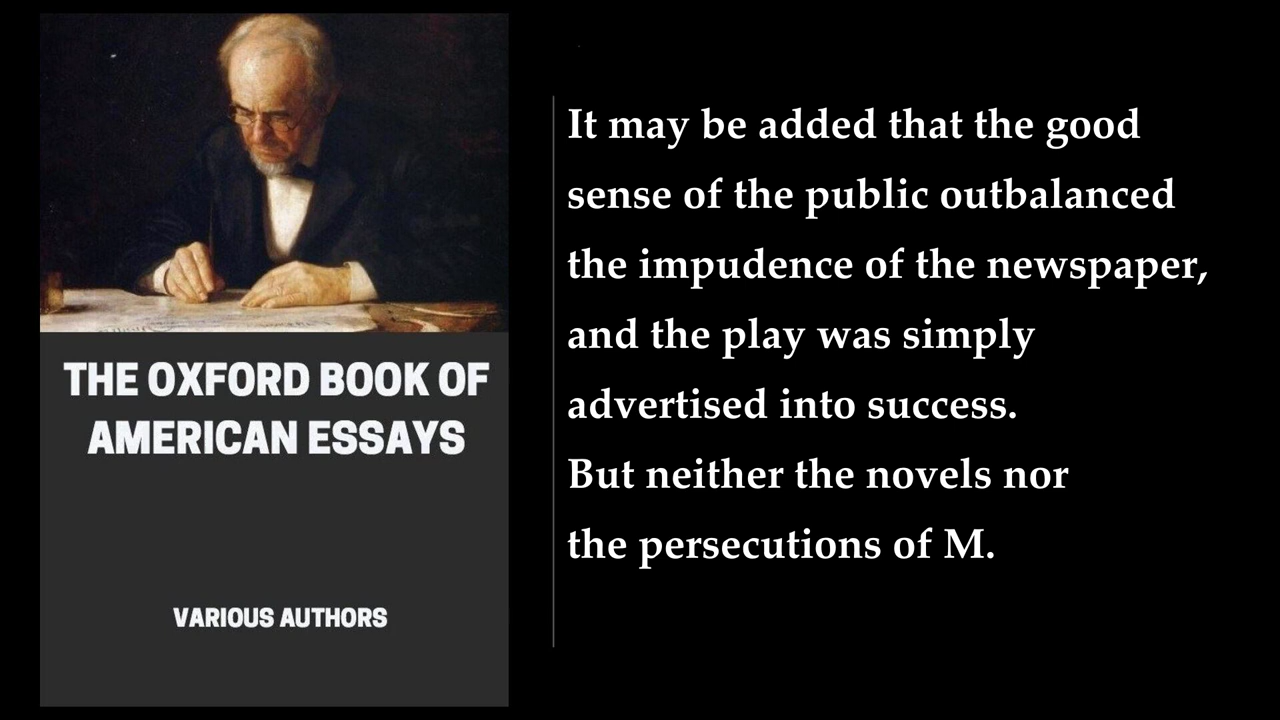 THE OXFORD BOOK OF
AMERICAN ESSAYS
VARIOUS AUTHORS
It may be added that the good
sense of the public outbalanced
the impudence of the newspaper,
and the play was simply
advertised into success.
But neither the novels nor
the persecutions of M.